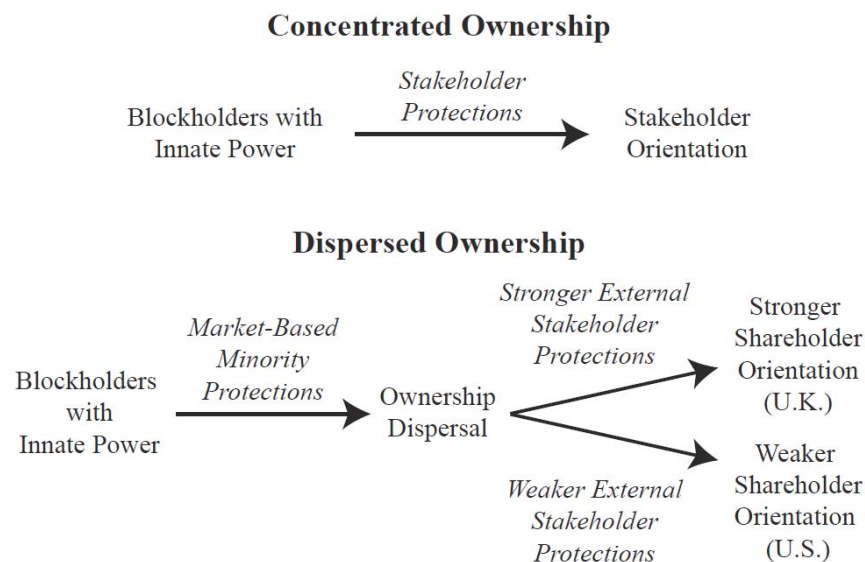 Concentrated Ownership
Stakeholder
Protections
Blockholders with
Innate Power
Stakeholder
Orientation
Dispersed Ownership
Blockholders
with
Innate Power
Market-Based
Minority
Protections
Ownership
Dispersal
Stronger External
Stakeholder
Protections
Stronger
Shareholder
Orientation
(U.K.)
Weaker External
Stakeholder
Protections
Weaker
Shareholder
Orientation
(U.S.)